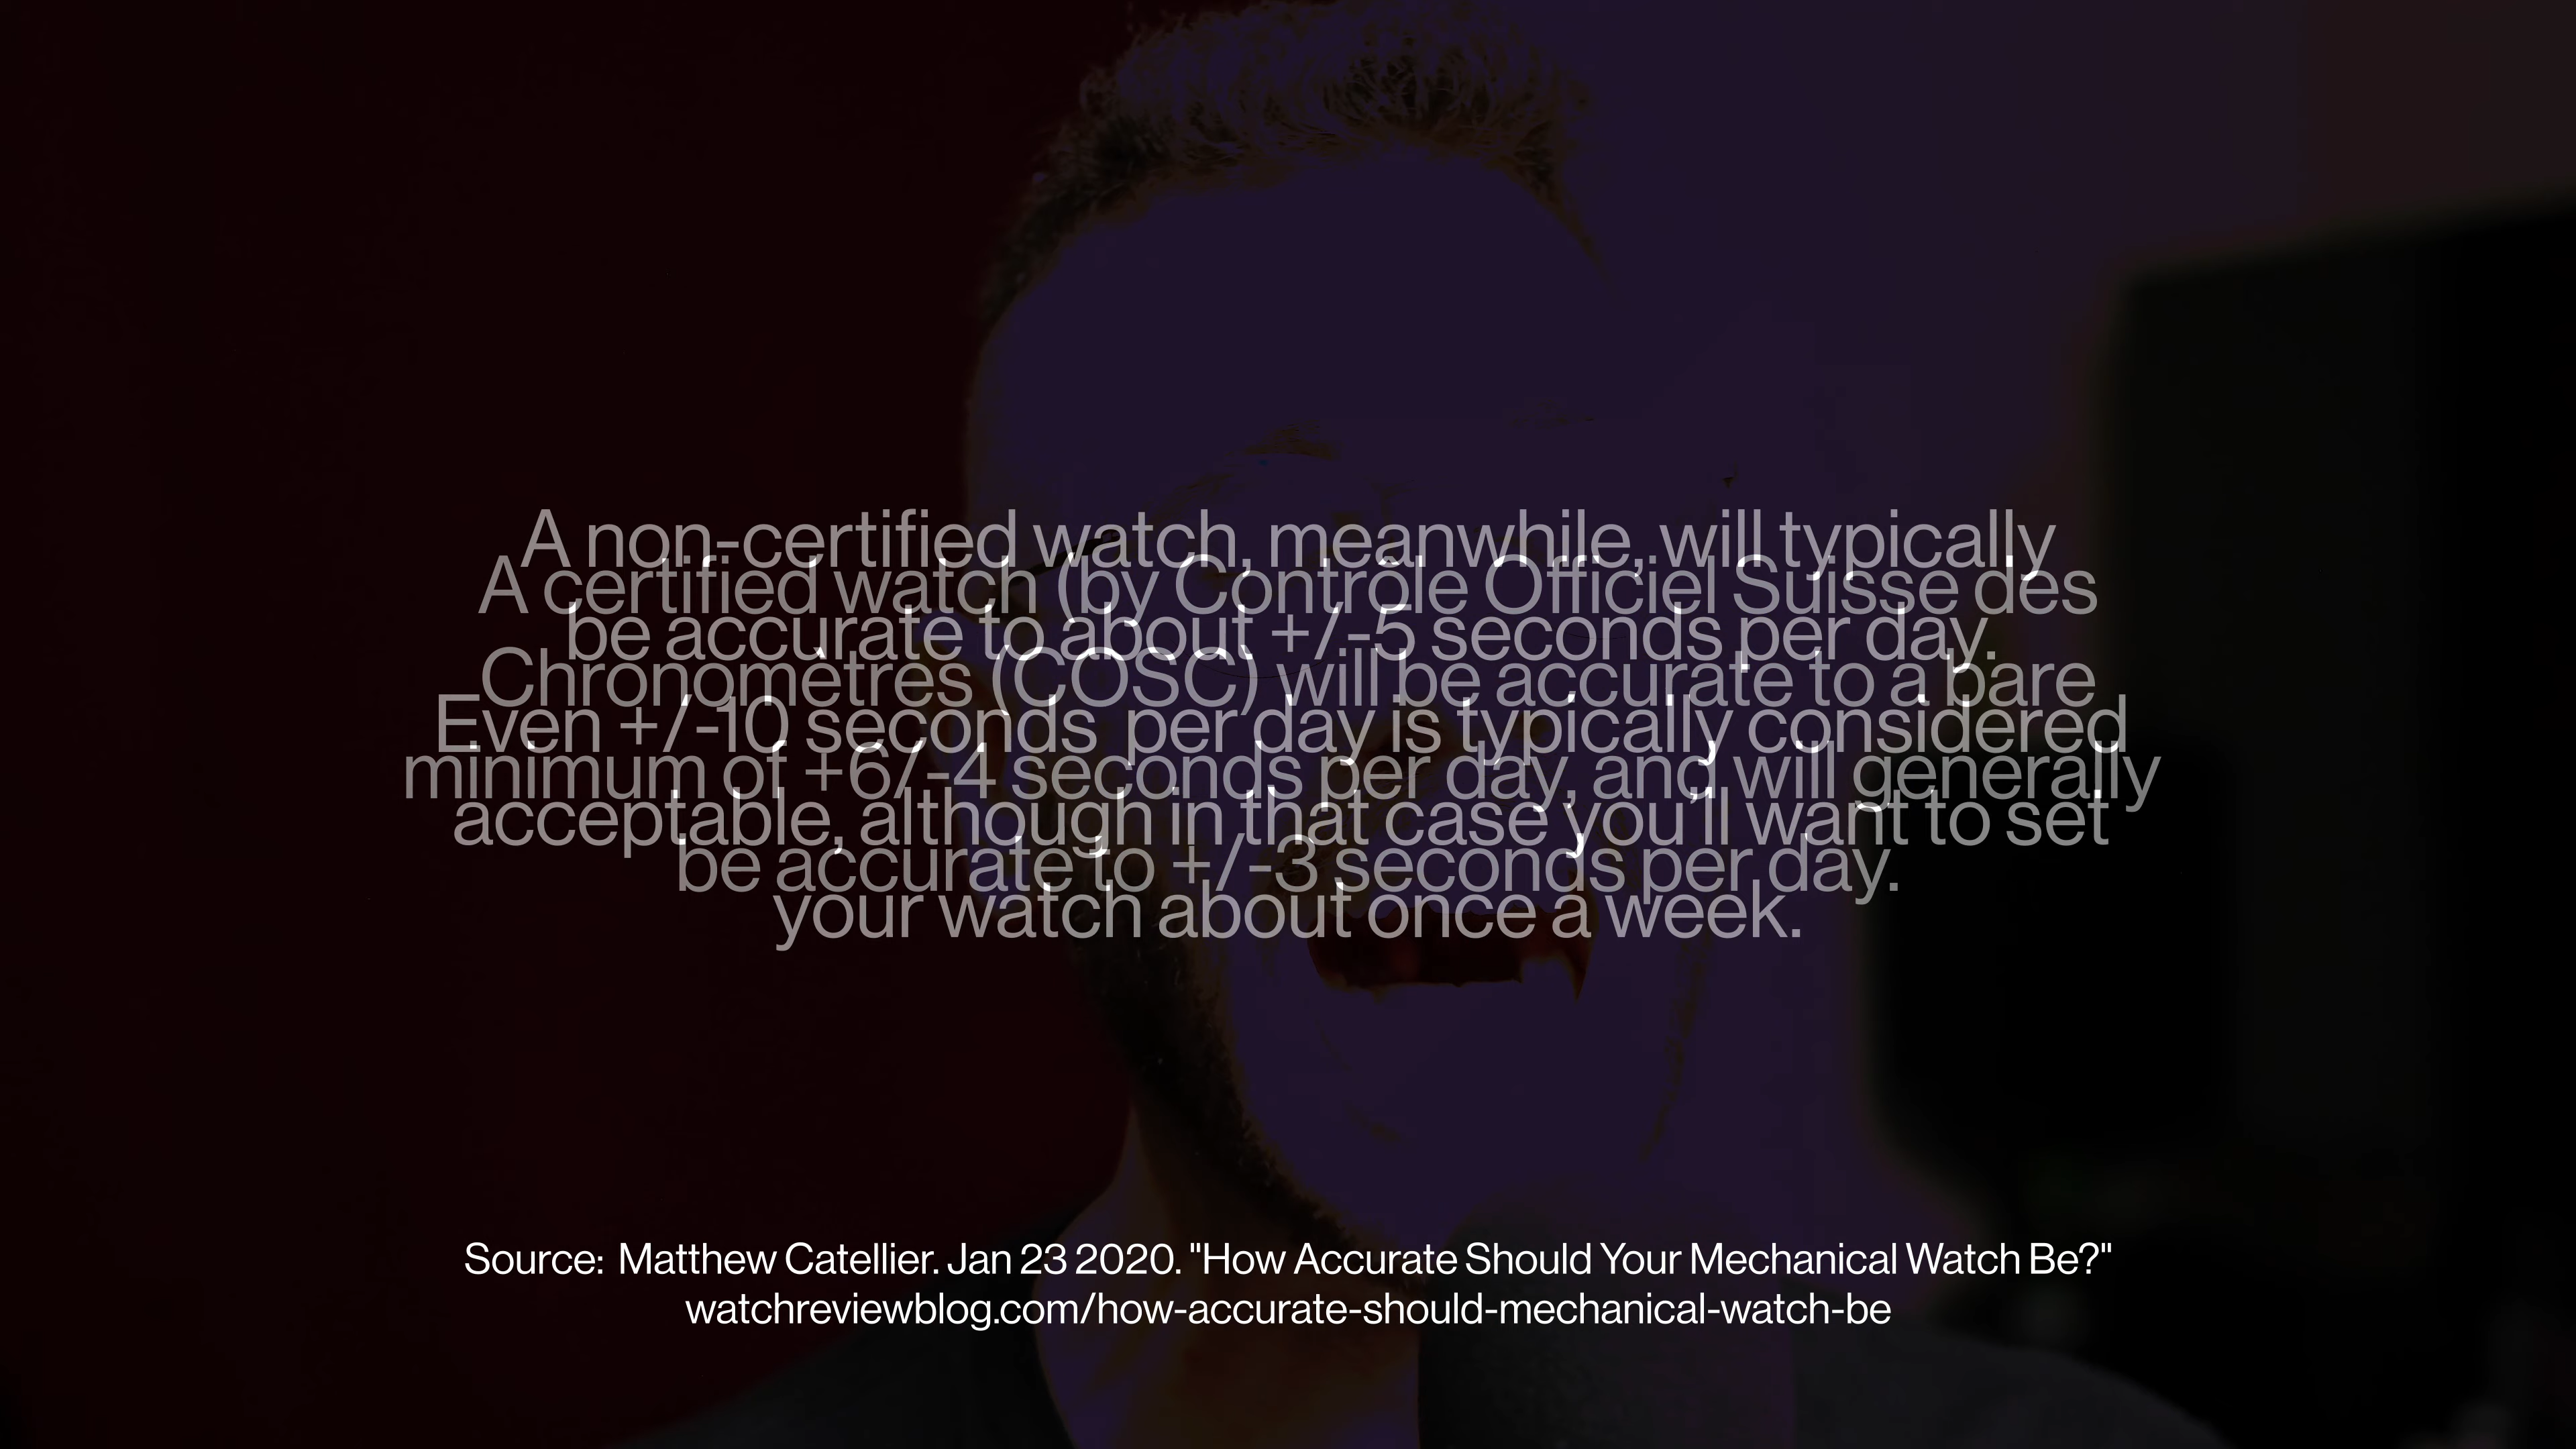 A non-certified watch, meanwhile, will typically
be accurate to about +/-5 seconds per day.
Even +/-10 seconds per day is typically considered
acceptable, although in that case you'll want to set
your watch about once a week.
A certified watch (by Contrôle Officiel Suisse des
Chronomètres (COSC) will be accurate to a bare
minimum of +6/-4 seconds per day, and will generally
be accurate to +/-3 seconds per day.
Source: Matthew Catellier. Jan 23 2020. "How Accurate Should Your Mechanical Watch Be?"
watchreviewblog.com/how-accurate-should-mechanical-watch-be